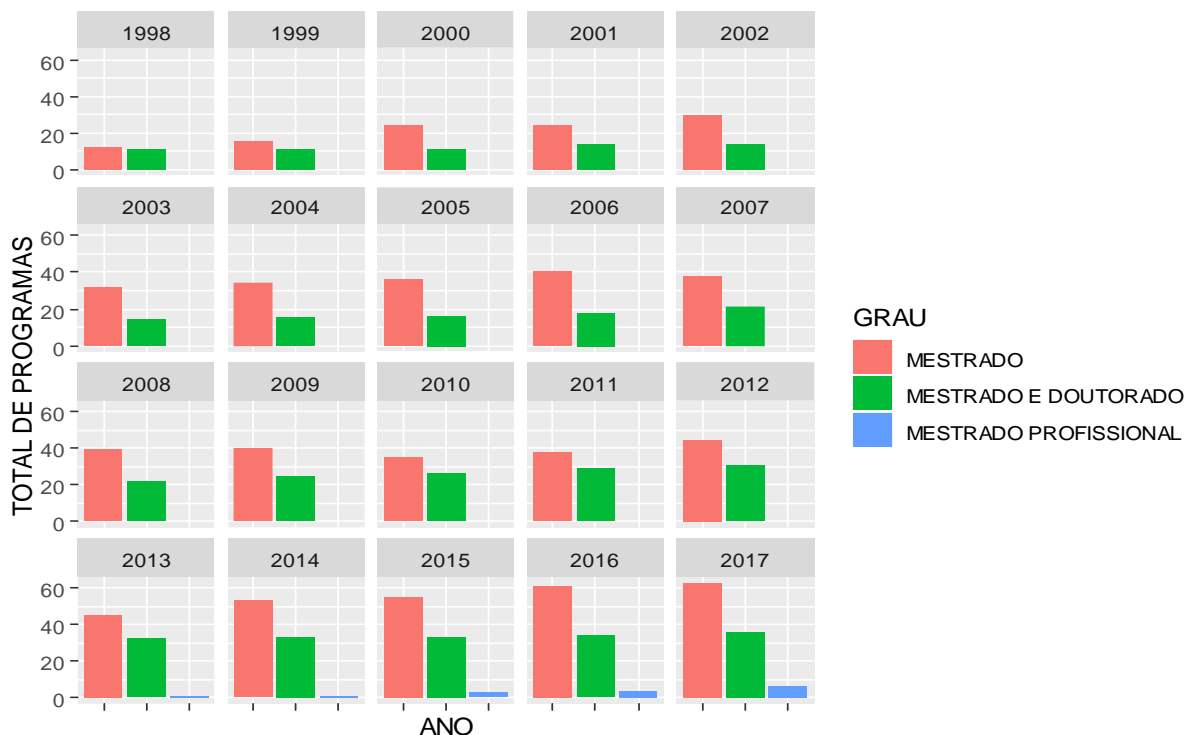 1998 1999 2000 2001 2002
60
40
20
0
2003 2004 2005 2006 2007
60
40
20
0
2008 2009 2010 2011 2012
60
40
20
0
2013 2014 2015 2016 2017
60
40
20
0
TOTAL DE PROGRAMAS
ANO
GRAU
MESTRADO
MESTRADO E DOUTORADO
MESTRADO PROFISSIONAL